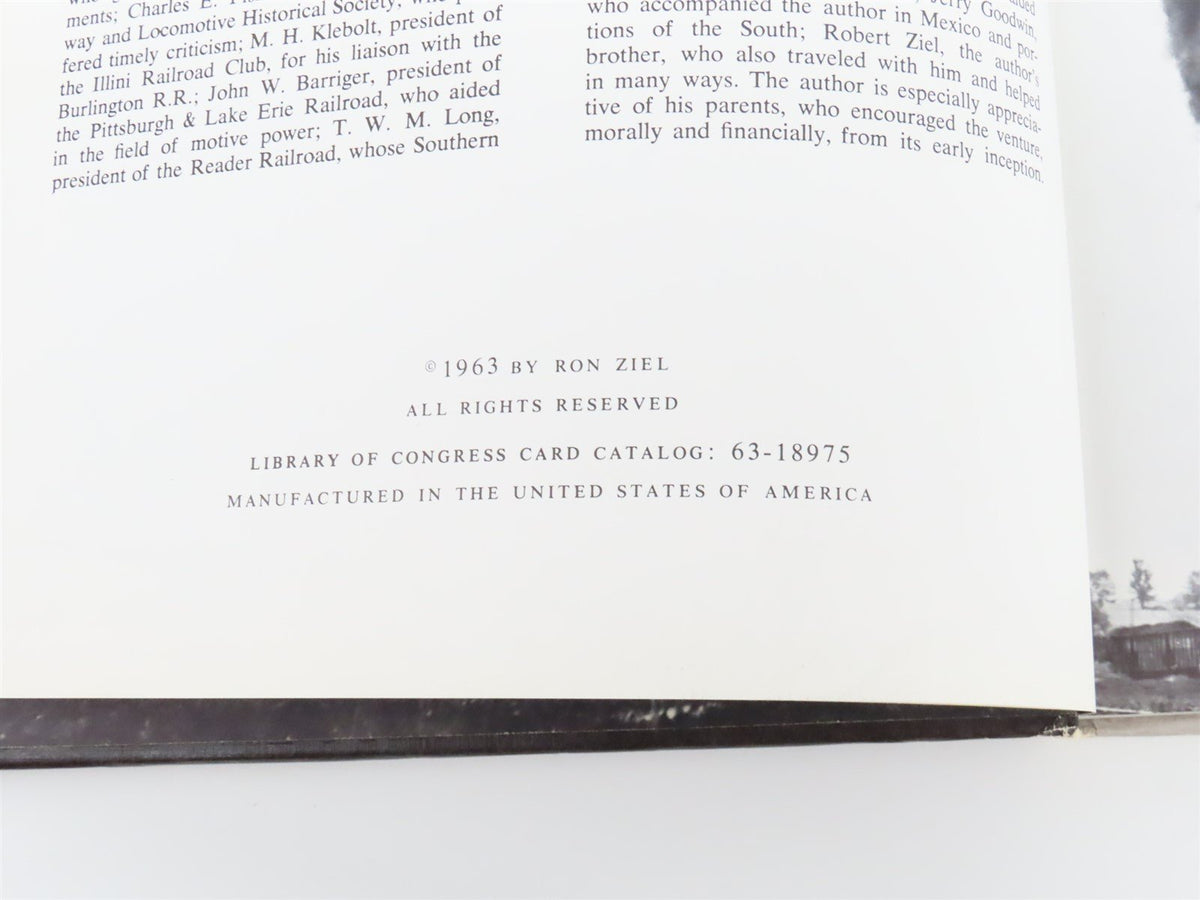 ments; Charles E.
way and Locomotive Historical Society,
fered timely criticism; M. H. Klebolt, president of
the Illini Railroad Club, for his liaison with the
Burlington R.R.; John W. Barriger, president of
the Pittsburgh & Lake Erie Railroad, who aided
in the field of motive power; T. W. M. Long,
president of the Reader Railroad, whose Southern
Jerry Goodwin,
who accompanied the author in Mexico and por-
tions of the South; Robert Ziel, the author's
brother, who also traveled with him and helped
in many ways. The author is especially apprecia-
tive of his parents, who encouraged the venture,
morally and financially, from its early inception.
© 1963 BY RON ZIEL
ALL RIGHTS RESERVED
LIBRARY OF CONGRESS CARD CATALOG: 63-18975
MANUFACTURED IN THE UNITED STATES OF AMERICA